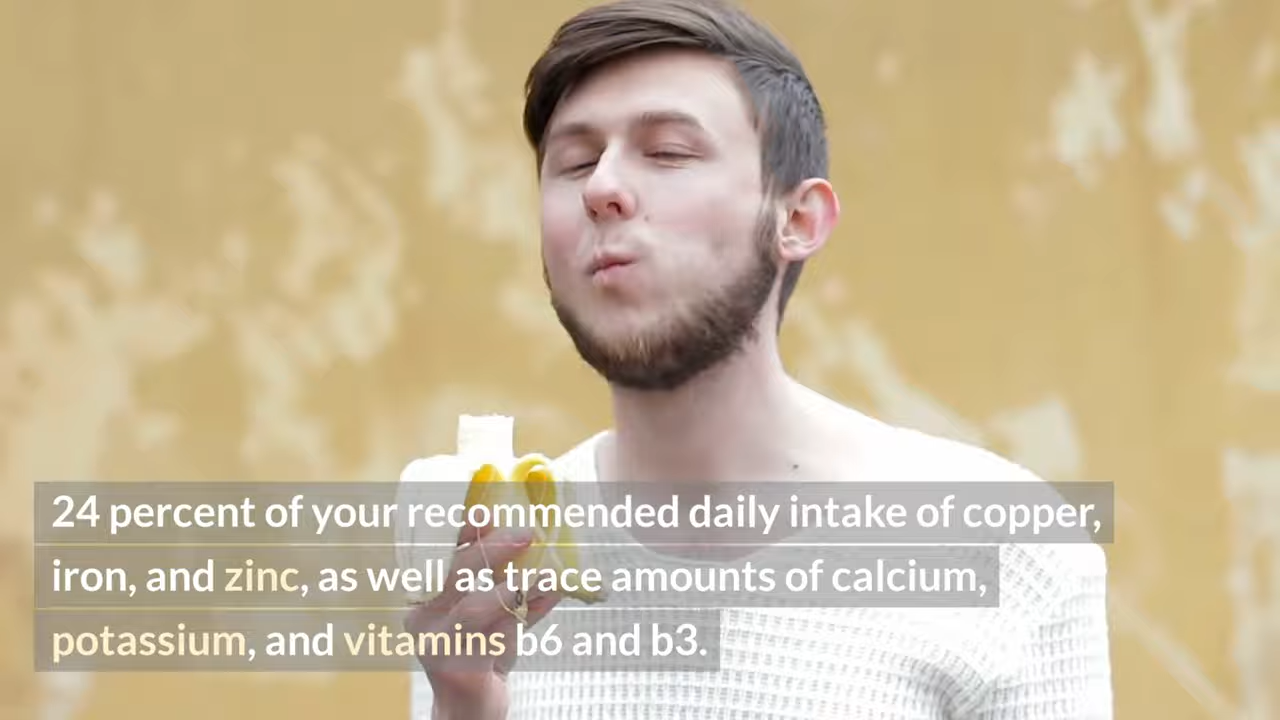 24 percent of your recommended daily intake of copper,
iron, and zinc, as well as trace amounts of calcium,
potassium, and vitamins b6 and b3.